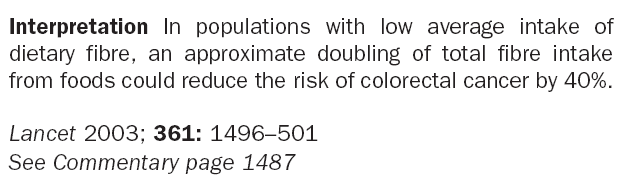 Interpretation In populations with low average intake of
dietary fibre, an approximate doubling of total fibre intake
from foods could reduce the risk of colorectal cancer by 40%.
Lancet 2003; 361: 1496–501
See Commentary page 1487